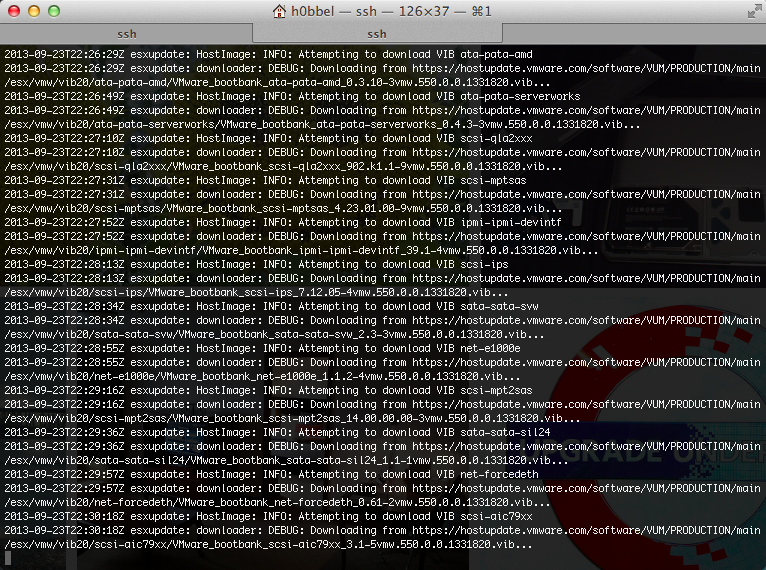 h0bbel — ssh — 126×37 — ⌘1
ssh ssh
2013-09-23T22:26:29Z esxupdate: HostImage: INFO: Attempting to download VIB ata-pata-amd
2013-09-23T22:26:29Z esxupdate: downloader: DEBUG: Downloading from https://hostupdate.vmware.com/software/VUM/PRODUCTION/main
/esx/vmw/vib20/ata-pata-amd/VMware_bootbank_ata-pata-amd_0.3.10-3vmw.550.0.0.1331820.vib...
2013-09-23T22:26:49Z esxupdate: HostImage: INFO: Attempting to download VIB ata-pata-serverworks
2013-09-23T22:26:49Z esxupdate: downloader: DEBUG: Downloading from https://hostupdate.vmware.com/software/VUM/PRODUCTION/main
/esx/vmw/vib20/ata-pata-serverworks/VMware_bootbank_ata-pata-serverworks_0.4.3-3vmw.550.0.0.1331820.vib...
2013-09-23T22:27:10Z esxupdate: HostImage: INFO: Attempting to download VIB scsi-qla2xxx
2013-09-23T22:27:10Z esxupdate: downloader: DEBUG: Downloading from https://hostupdate.vmware.com/software/VUM/PRODUCTION/main
/esx/vmw/vib20/scsi-qla2xxx/VMware_bootbank_scsi-qla2xxx_902.k1.1-9vmw.550.0.0.1331820.vib...
2013-09-23T22:27:31Z esxupdate: HostImage: INFO: Attempting to download VIB scsi-mptsas
2013-09-23T22:27:31Z esxupdate: downloader: DEBUG: Downloading from https://hostupdate.vmware.com/software/VUM/PRODUCTION/main
/esx/vmw/vib20/scsi-mptsas/VMware_bootbank_scsi-mptsas_4.23.01.00-9vmw.550.0.0.1331820.vib...
2013-09-23T22:27:52Z esxupdate: HostImage: INFO: Attempting to download VIB ipmi-ipmi-devintf
2013-09-23T22:27:52Z esxupdate: downloader: DEBUG: Downloading from https://hostupdate.vmware.com/software/VUM/PRODUCTION/main
/esx/vmw/vib20/ipmi-ipmi-devintf/VMware_bootbank_ipmi-ipmi-devintf_39.1-4vmw.550.0.0.1331820.vib...
2013-09-23T22:28:13Z esxupdate: HostImage: INFO: Attempting to download VIB scsi-ips
2013-09-23T22:28:13Z esxupdate: downloader: DEBUG: Downloading from https://hostupdate.vmware.com/software/VUM/PRODUCTION/main
/esx/vmw/vib20/scsi-ips/VMware_bootbank_scsi-ips_7.12.05-4vmw.550.0.0.1331820.vib...
2013-09-23T22:28:34Z esxupdate: HostImage: INFO: Attempting to download VIB sata-sata-svw
2013-09-23T22:28:34Z esxupdate: downloader: DEBUG: Downloading from https://hostupdate.vmware.com/software/VUM/PRODUCTION/main
/esx/vmw/vib20/sata-sata-svw/VMware_bootbank_sata-sata-svw_2.3-3vmw.550.0.0.1331820.vib...
2013-09-23T22:28:55Z esxupdate: HostImage: INFO: Attempting to download VIB net-e1000e
2013-09-23T22:28:55Z esxupdate: downloader: DEBUG: Downloading from https://hostupdate.vmware.com/software/VUM/PRODUCTION/main
/esx/vmw/vib20/net-e1000e/VMware_bootbank_net-e1000e_1.1.2-4vmw.550.0.0.1331820.vib...
2013-09-23T22:29:16Z esxupdate: HostImage: INFO: Attempting to download VIB scsi-mpt2sas
2013-09-23T22:29:16Z esxupdate: downloader: DEBUG: Downloading from https://hostupdate.vmware.com/software/VUM/PRODUCTION/main
/esx/vmw/vib20/scsi-mpt2sas/VMware_bootbank_scsi-mpt2sas_14.00.00.00-3vmw.550.0.0.1331820.vib...
2013-09-23T22:29:36Z esxupdate: HostImage: INFO: Attempting to download VIB sata-sata-sil24
2013-09-23T22:29:36Z esxupdate: downloader: DEBUG: Downloading from https://hostupdate.vmware.com/software/VUM/PRODUCTION/main
/esx/vmw/vib20/sata-sata-sil24/VMware_bootbank_sata-sata-sil24_1.1-1vmw.550.0.0.1331820.vib...
2013-09-23T22:29:57Z esxupdate: HostImage: INFO: Attempting to download VIB net-forcedeth
2013-09-23T22:29:57Z esxupdate: downloader: DEBUG: Downloading from https://hostupdate.vmware.com/software/VUM/PRODUCTION/main
/esx/vmw/vib20/net-forcedeth/VMware_bootbank_net-forcedeth_0.61-2vmw.550.0.0.1331820.vib...
2013-09-23T22:30:18Z esxupdate: HostImage: INFO: Attempting to download VIB scsi-aic79xx
2013-09-23T22:30:18Z esxupdate: downloader: DEBUG: Downloading from https://hostupdate.vmware.com/software/VUM/PRODUCTION/main
/esx/vmw/vib20/scsi-aic79xx/VMware_bootbank_scsi-aic79xx_3.1-5vmw.550.0.0.1331820.vib...